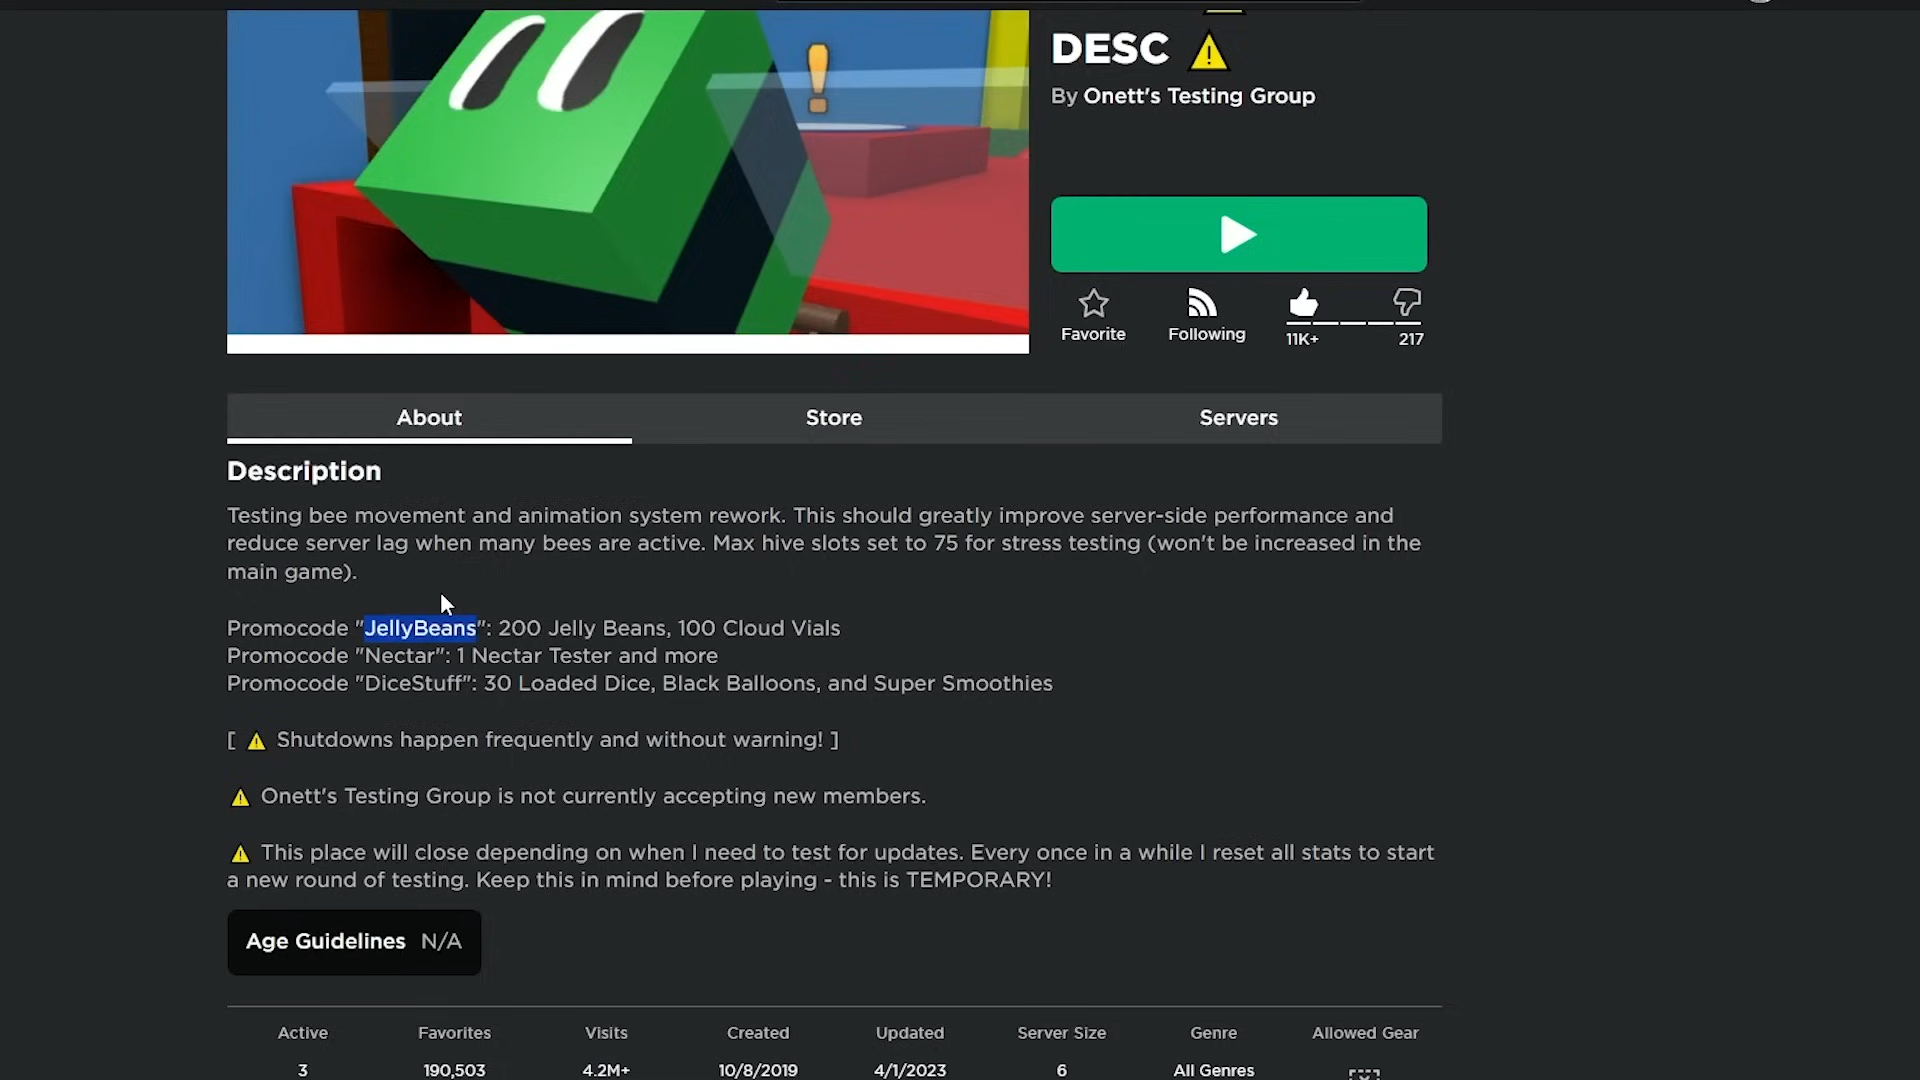 DESC ⚠️
By Onett's Testing Group
Favorite
Following
11K+
217
About
Store
Servers
Description
Testing bee movement and animation system rework. This should greatly improve server-side performance and
reduce server lag when many bees are active. Max hive slots set to 75 for stress testing (won't be increased in the
main game).
Promocode "JellyBeans": 200 Jelly Beans, 100 Cloud Vials
Promocode "Nectar": 1 Nectar Tester and more
Promocode "DiceStuff": 30 Loaded Dice, Black Balloons, and Super Smoothies
[ ⚠️ Shutdowns happen frequently and without warning! ]
⚠️ Onett's Testing Group is not currently accepting new members.
⚠️ This place will close depending on when I need to test for updates. Every once in a while I reset all stats to start
a new round of testing. Keep this in mind before playing - this is TEMPORARY!
Age Guidelines N/A
Active Favorites Visits Created Updated Server Size Genre Allowed Gear
3 190,503 4.2M+ 10/8/2019 4/1/2023 6 All Genres